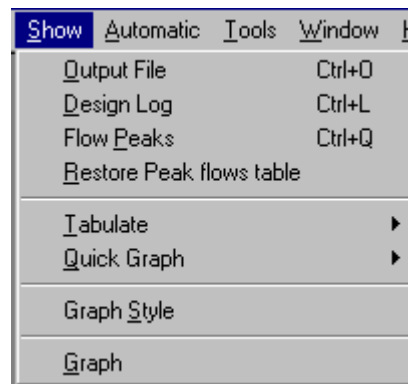 Show Automatic Tools Window
Output File Ctrl+O
Design Log Ctrl+L
Flow Peaks Ctrl+Q
Restore Peak flows table
Tabulate
Quick Graph
Graph Style
Graph